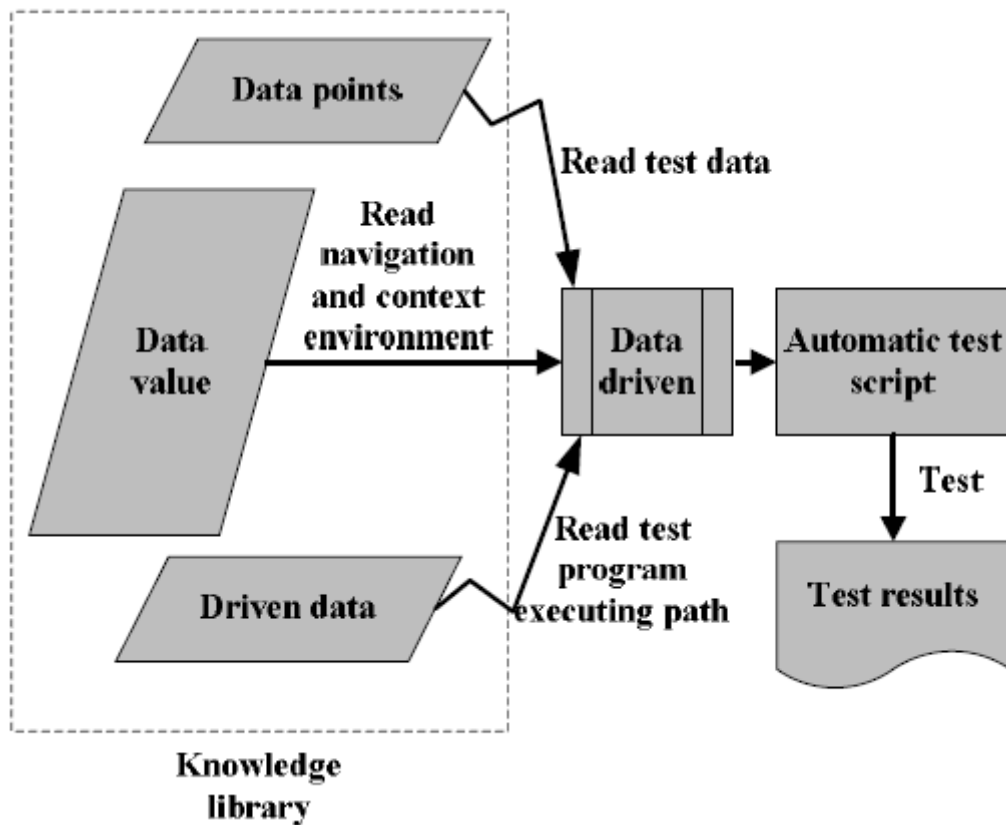 Data points
Read test data
Read
navigation
and context
environment
Data
value
Data
driven
Automatic test
script
Test
Read test
program
executing path
Driven data
Test results
Knowledge
library